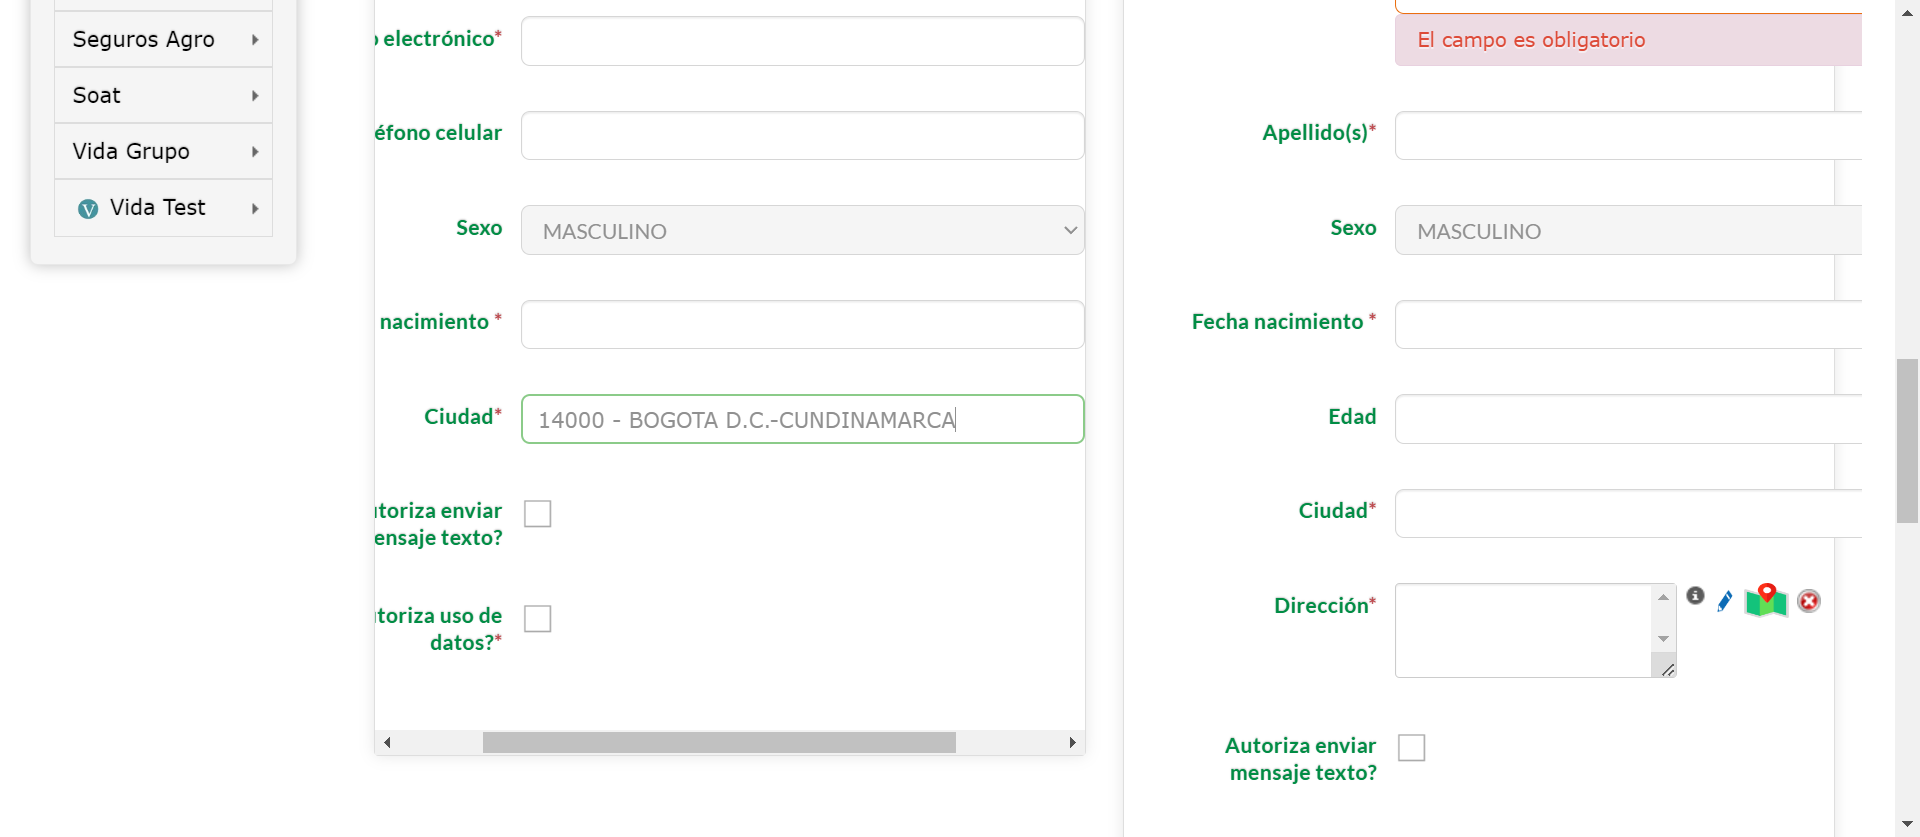 Seguros Agro
Soat
Vida Grupo
V Vida Test
electrónico*
éfono celular
Sexo
MASCULINO
nacimiento *
Ciudad*
14000 - BOGOTA D.C.-CUNDINAMARCA
toriza enviar
ensaje texto?
toriza uso de
datos?*
El campo es obligatorio
Apellido(s)*
Sexo
MASCULINO
Fecha nacimiento *
Edad
Ciudad*
Dirección*
Autoriza enviar
mensaje texto?